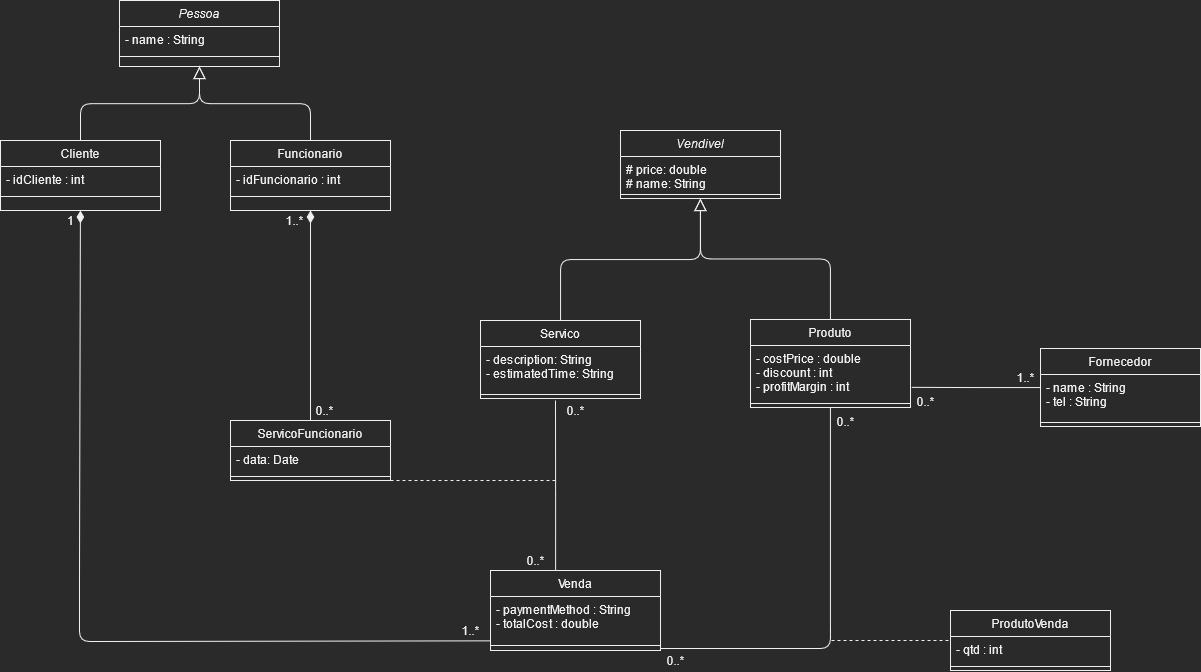 Pessoa
- name : String
Cliente
- idCliente : int
1
Funcionario
- idFuncionario : int
1..*
Vendivel
# price: double
# name: String
Servico
- description: String
- estimatedTime: String
0..*
Produto
- costPrice : double
- discount : int
- profitMargin : int
0..*
0..*
1..*
Fornecedor
- name : String
- tel : String
0..*
ServicoFuncionario
- data: Date
0..*
Venda
- paymentMethod : String
- totalCost : double
1..*
0..*
ProdutoVenda
- qtd : int